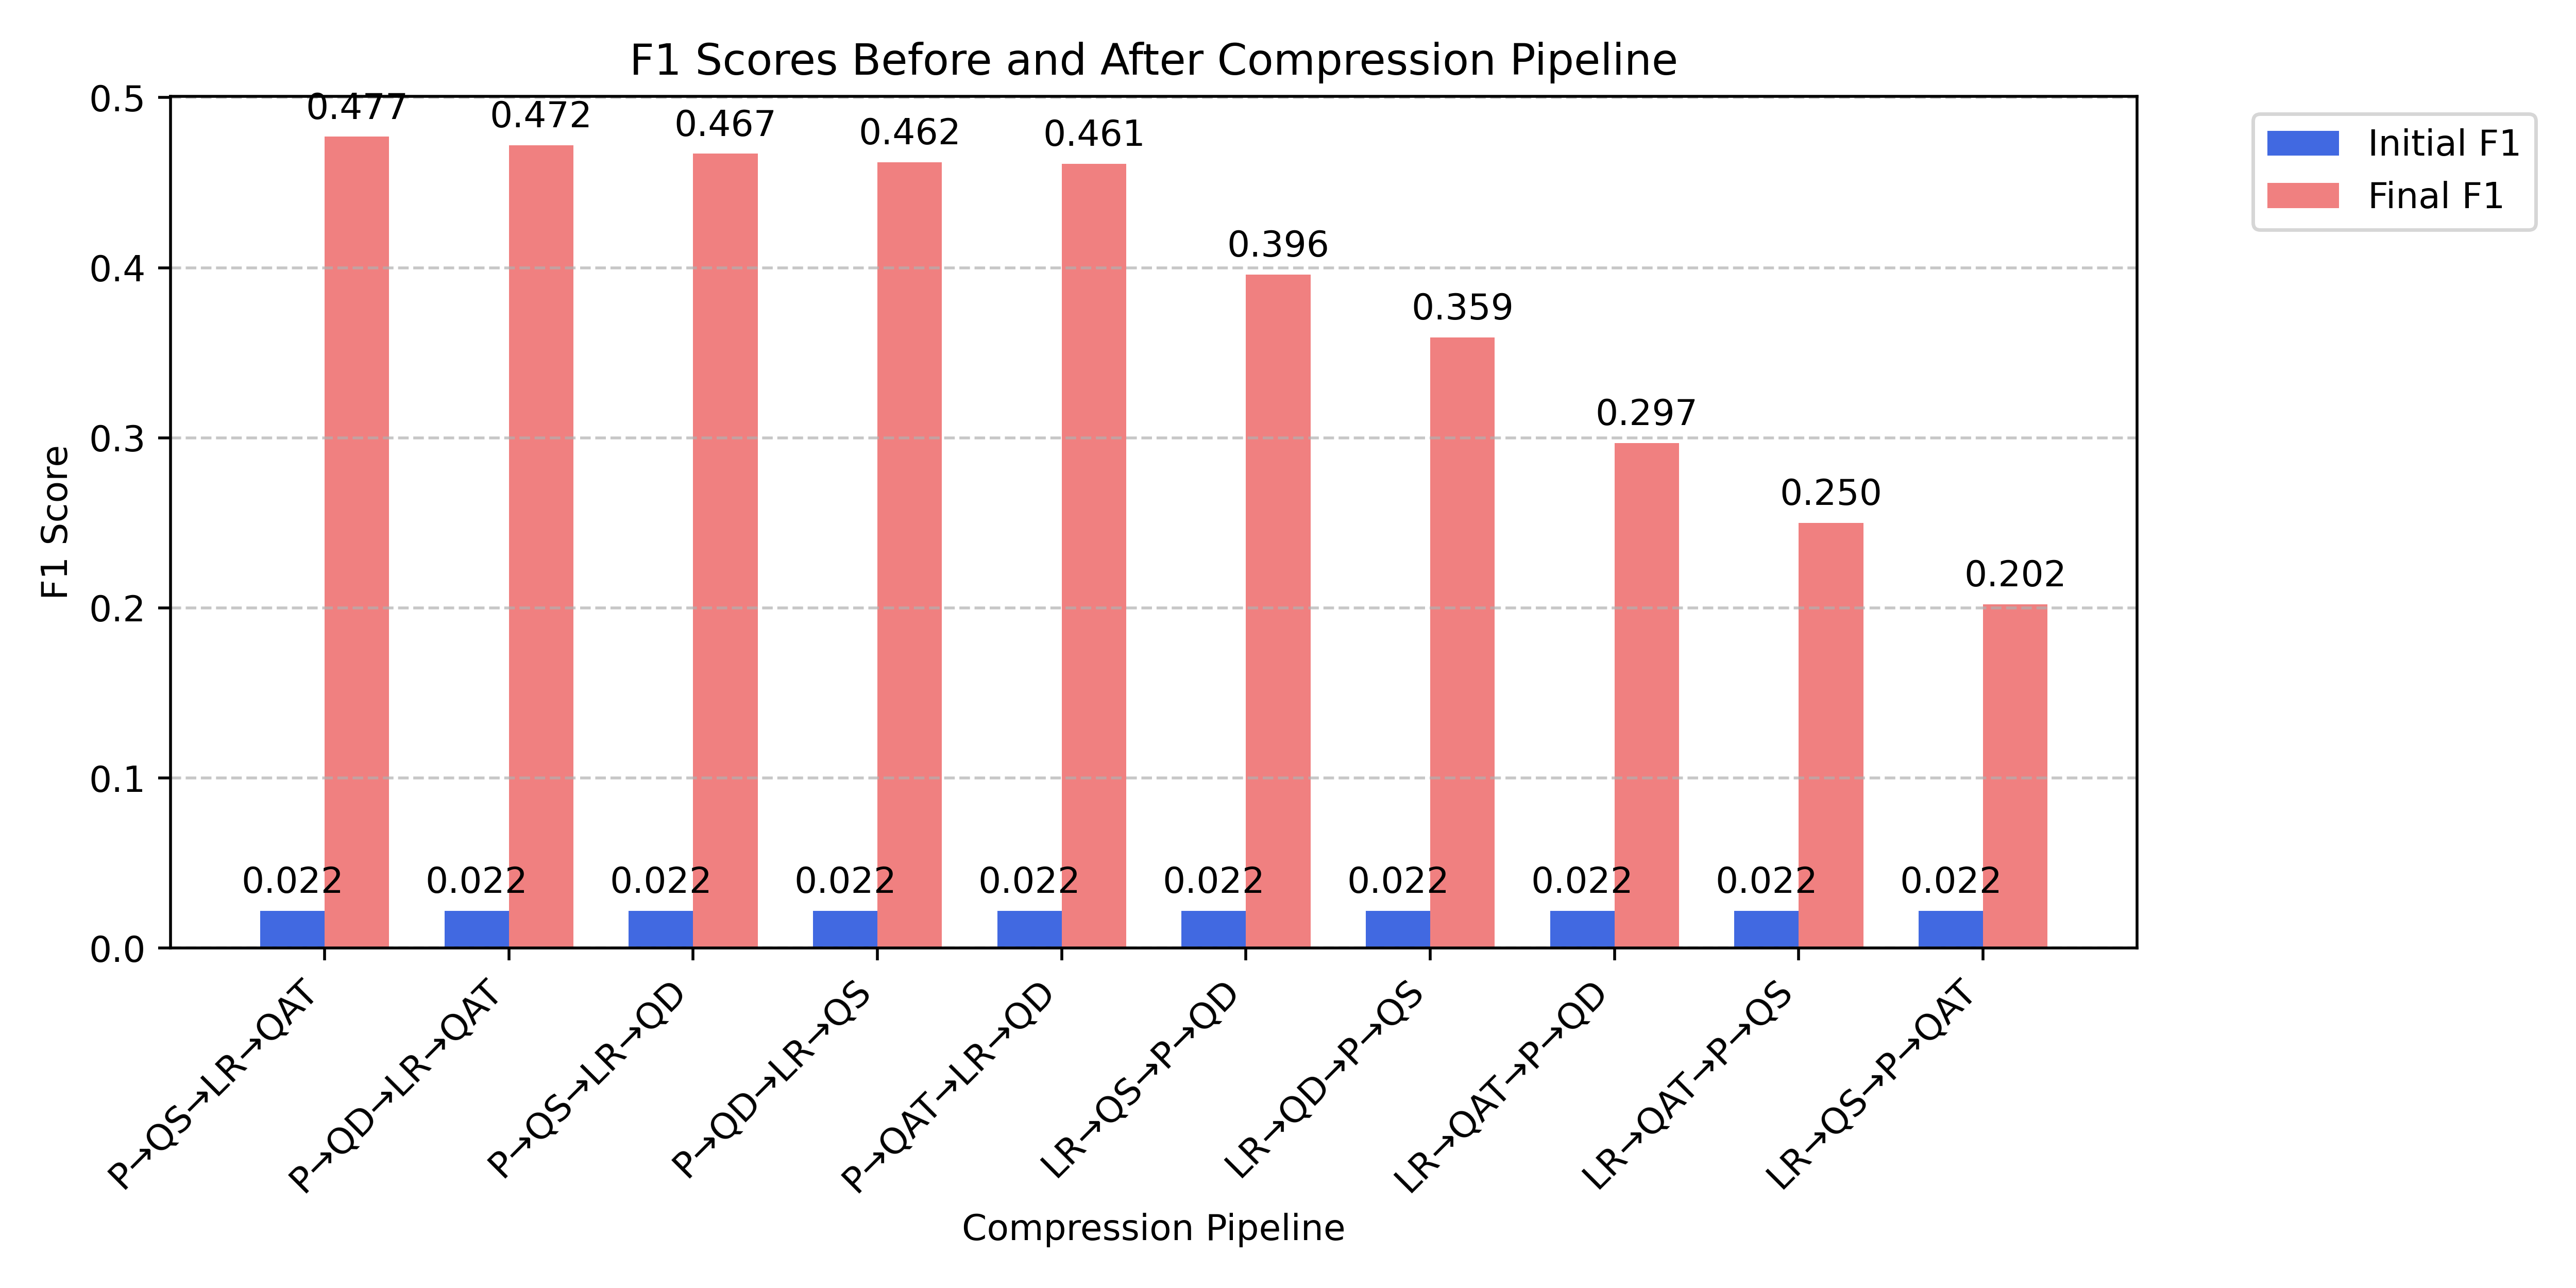 F1 Scores Before and After Compression Pipeline
Initial F1
Final F1
F1 Score
0.5
0.4
0.3
0.2
0.1
0.0
0.477
0.472
0.467
0.462
0.461
0.396
0.359
0.297
0.250
0.202
0.022
0.022
0.022
0.022
0.022
0.022
0.022
0.022
0.022
0.022
P→QS→LR→QAT
P→QD→LR→QAT
P→QS→LR→QD
P→QD→LR→QS
P→QAT→LR→QD
LR→QS→P→QD
LR→QD→P→QS
LR→QAT→P→QD
LR→QAT→P→QS
LR→QS→P→QAT
Compression Pipeline